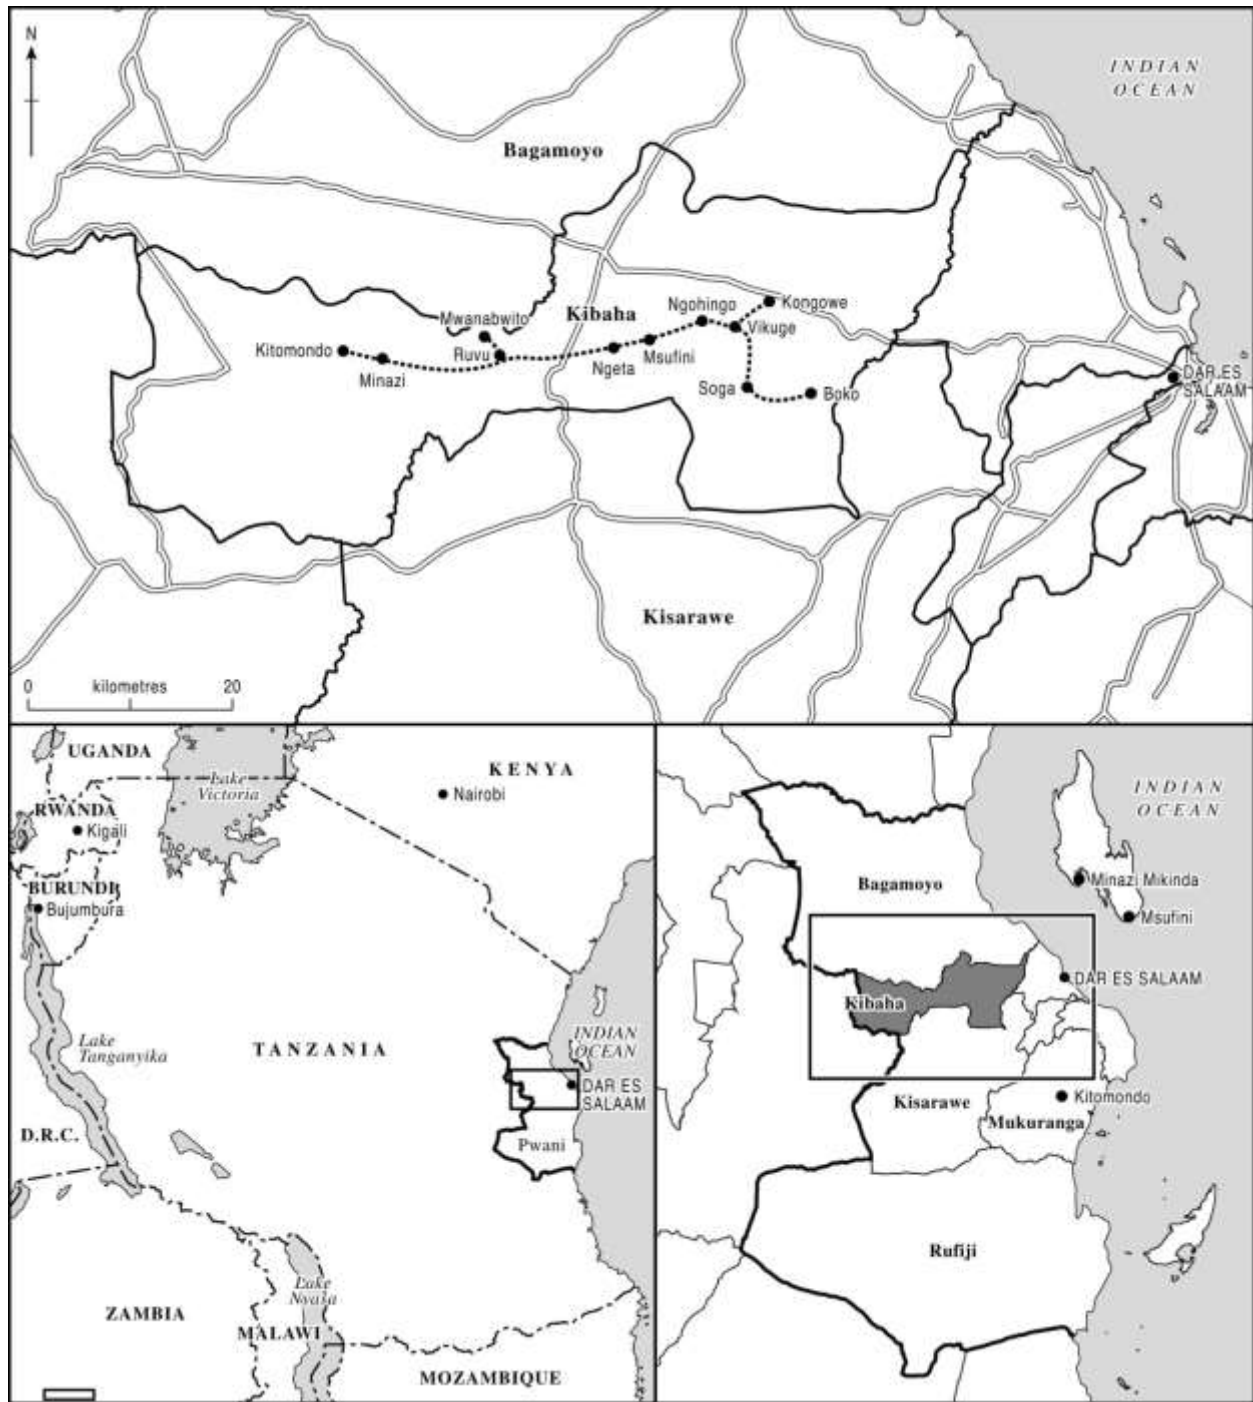 N
INDIAN
OCEAN
Bagamoyo
Kongowe
Ngohingo
Kibaha
Mwanabwito
Vikuge
Kitomondo
Ruvu
Msufini
Ngeta
Minazi
DAR ES
SALAAM
Soga
Boko
Kisarawe
0 kilometres 20
UGANDA
KENYA
Lake
Victoria
Nairobi
RWANDA
Kigali
BURUNDI
Bujumbura
Lake
Tanganyika
TANZANIA
INDIAN
OCEAN
DAR ES
SALAAM
D.R.C.
Pwani
Lake
Nyasa
ZAMBIA
MALAWI
MOZAMBIQUE
INDIAN
OCEAN
Bagamoyo
Minazi Mikinda
Msufini
DAR ES SALAAM
Kibaha
Kitomondo
Kisarawe
Mukuranga
Rufiji